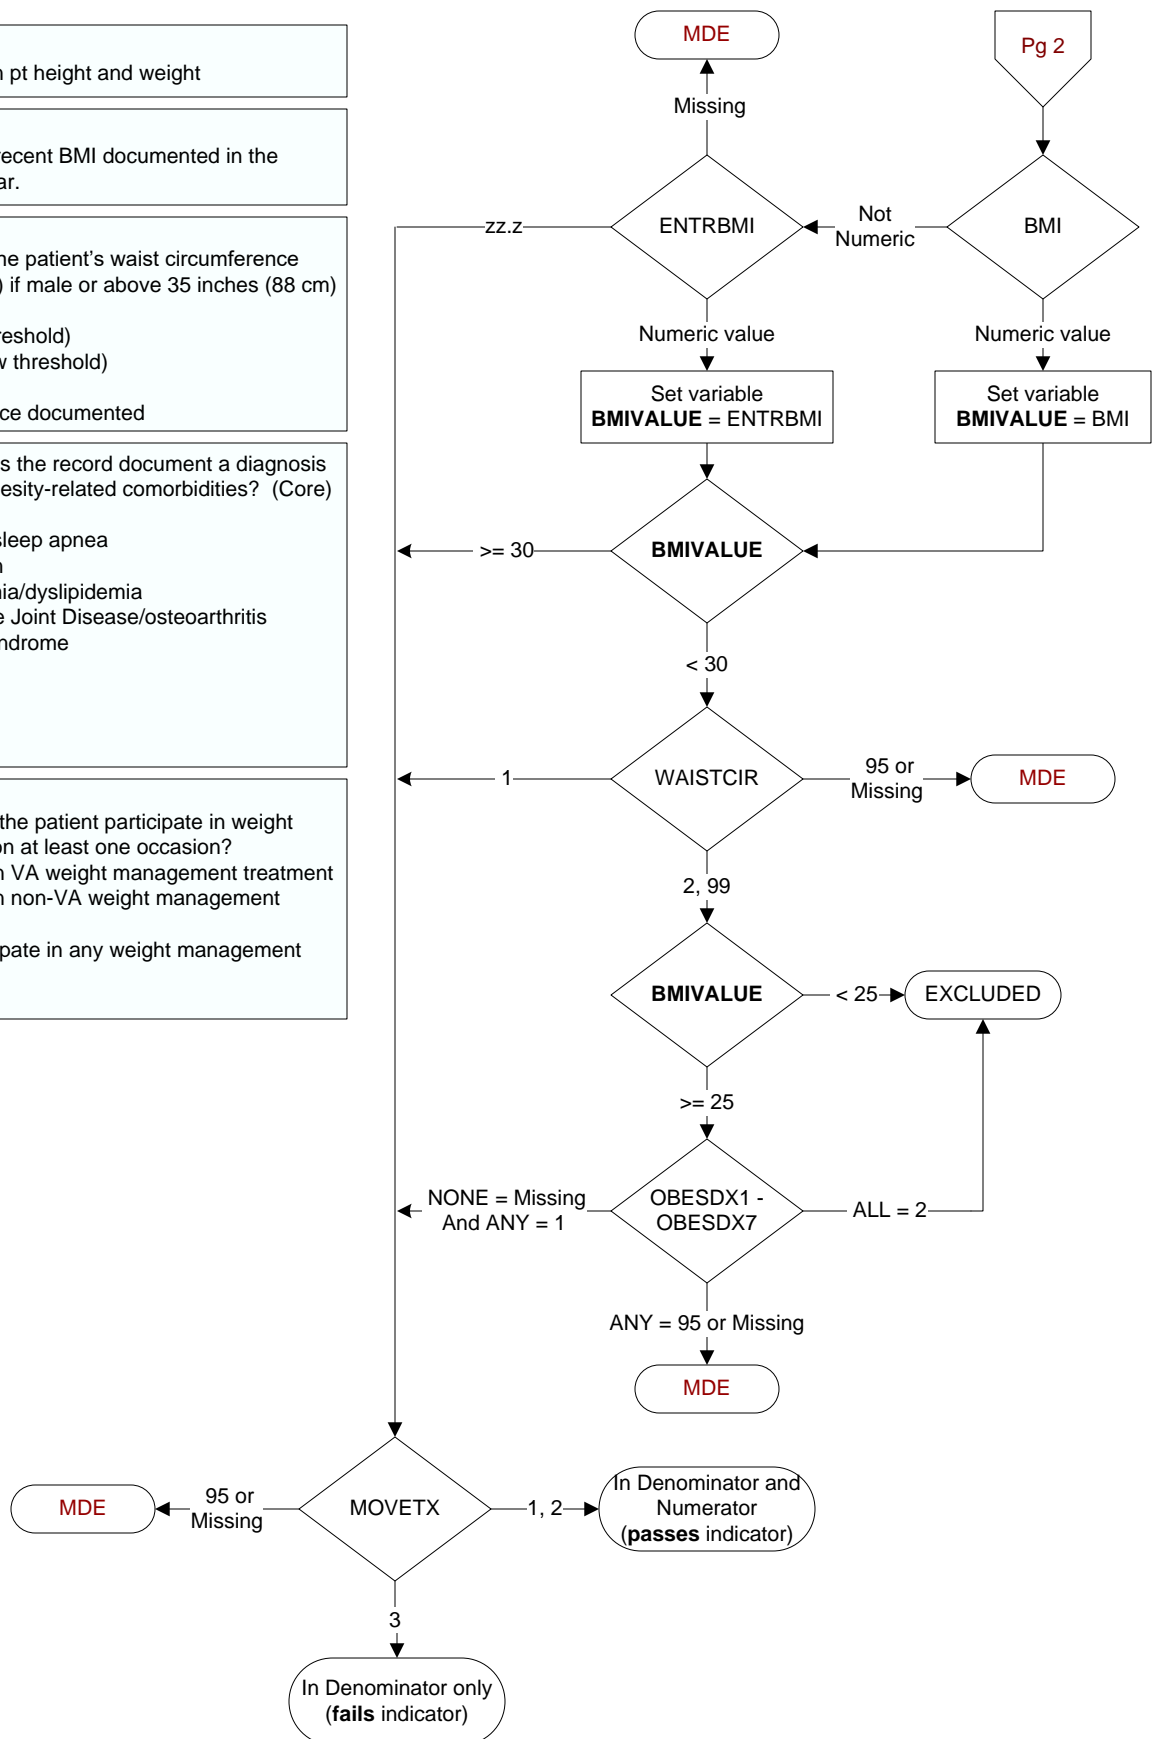 n pt height and weight
recent BMI documented in the
ar.
he patient's waist circumference
) if male or above 35 inches (88 cm)
reshold)
w threshold)
ce documented
s the record document a diagnosis
esity-related comorbidities? (Core)
sleep apnea
n
nia/dyslipidemia
e Joint Disease/osteoarthritis
ndrome
the patient participate in weight
on at least one occasion?
n VA weight management treatment
n non-VA weight management
ipate in any weight management
MDE
Pg 2
Missing
zz.z
ENTRBMI
Not
Numeric
BMI
Numeric value
Numeric value
Set variable
BMIVALUE = ENTRBMI
Set variable
BMIVALUE = BMI
>= 30
BMIVALUE
< 30
1
WAISTCIR
95 or
Missing
MDE
2, 99
BMIVALUE
< 25
EXCLUDED
>= 25
NONE = Missing
And ANY = 1
OBESDX1 -
OBESDX7
ALL = 2
ANY = 95 or Missing
MDE
MDE
95 or
Missing
MOVETX
1, 2
In Denominator and
Numerator
(passes indicator)
3
In Denominator only
(fails indicator)